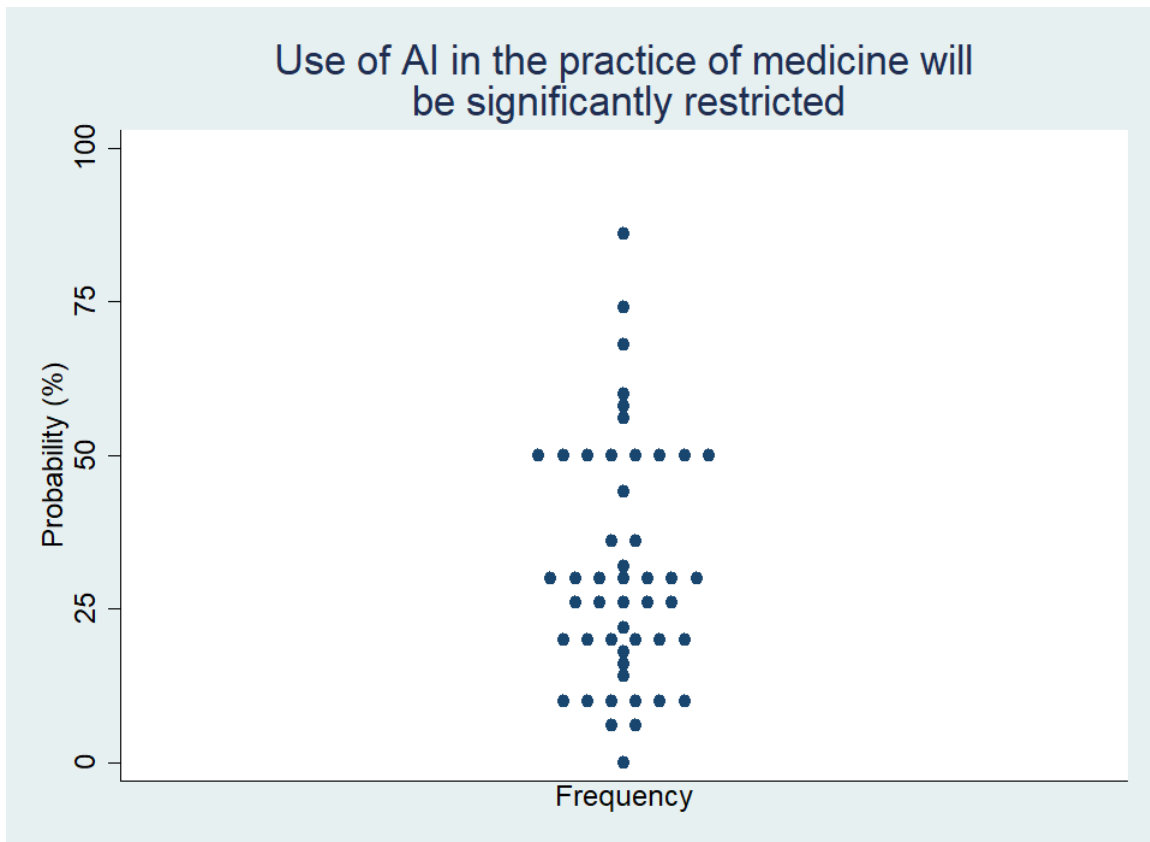 Use of AI in the practice of medicine will
be significantly restricted
100
75
50
25
0
Probability (%)
Frequency